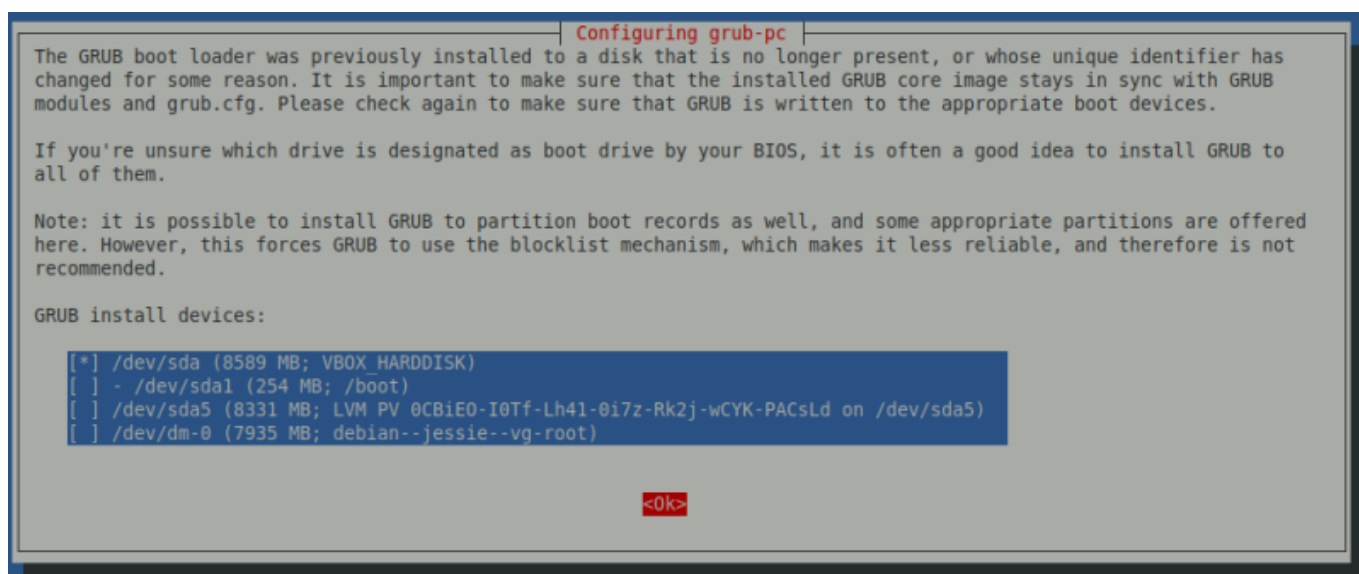 Configuring grub-pc
The GRUB boot loader was previously installed to a disk that is no longer present, or whose unique identifier has
changed for some reason. It is important to make sure that the installed GRUB core image stays in sync with GRUB
modules and grub.cfg. Please check again to make sure that GRUB is written to the appropriate boot devices.
If you're unsure which drive is designated as boot drive by your BIOS, it is often a good idea to install GRUB to
all of them.
Note: it is possible to install GRUB to partition boot records as well, and some appropriate partitions are offered
here. However, this forces GRUB to use the blocklist mechanism, which makes it less reliable, and therefore is not
recommended.
GRUB install devices:
[*] /dev/sda (8589 MB; VBOX_HARDDISK)
[ ] - /dev/sda1 (254 MB; /boot)
[ ] /dev/sda5 (8331 MB; LVM PV 0CBiEO-I0Tf-Lh41-0i7z-Rk2j-wCYK-PACsLd on /dev/sda5)
[ ] /dev/dm-0 (7935 MB; debian--jessie--vg-root)
<Ok>